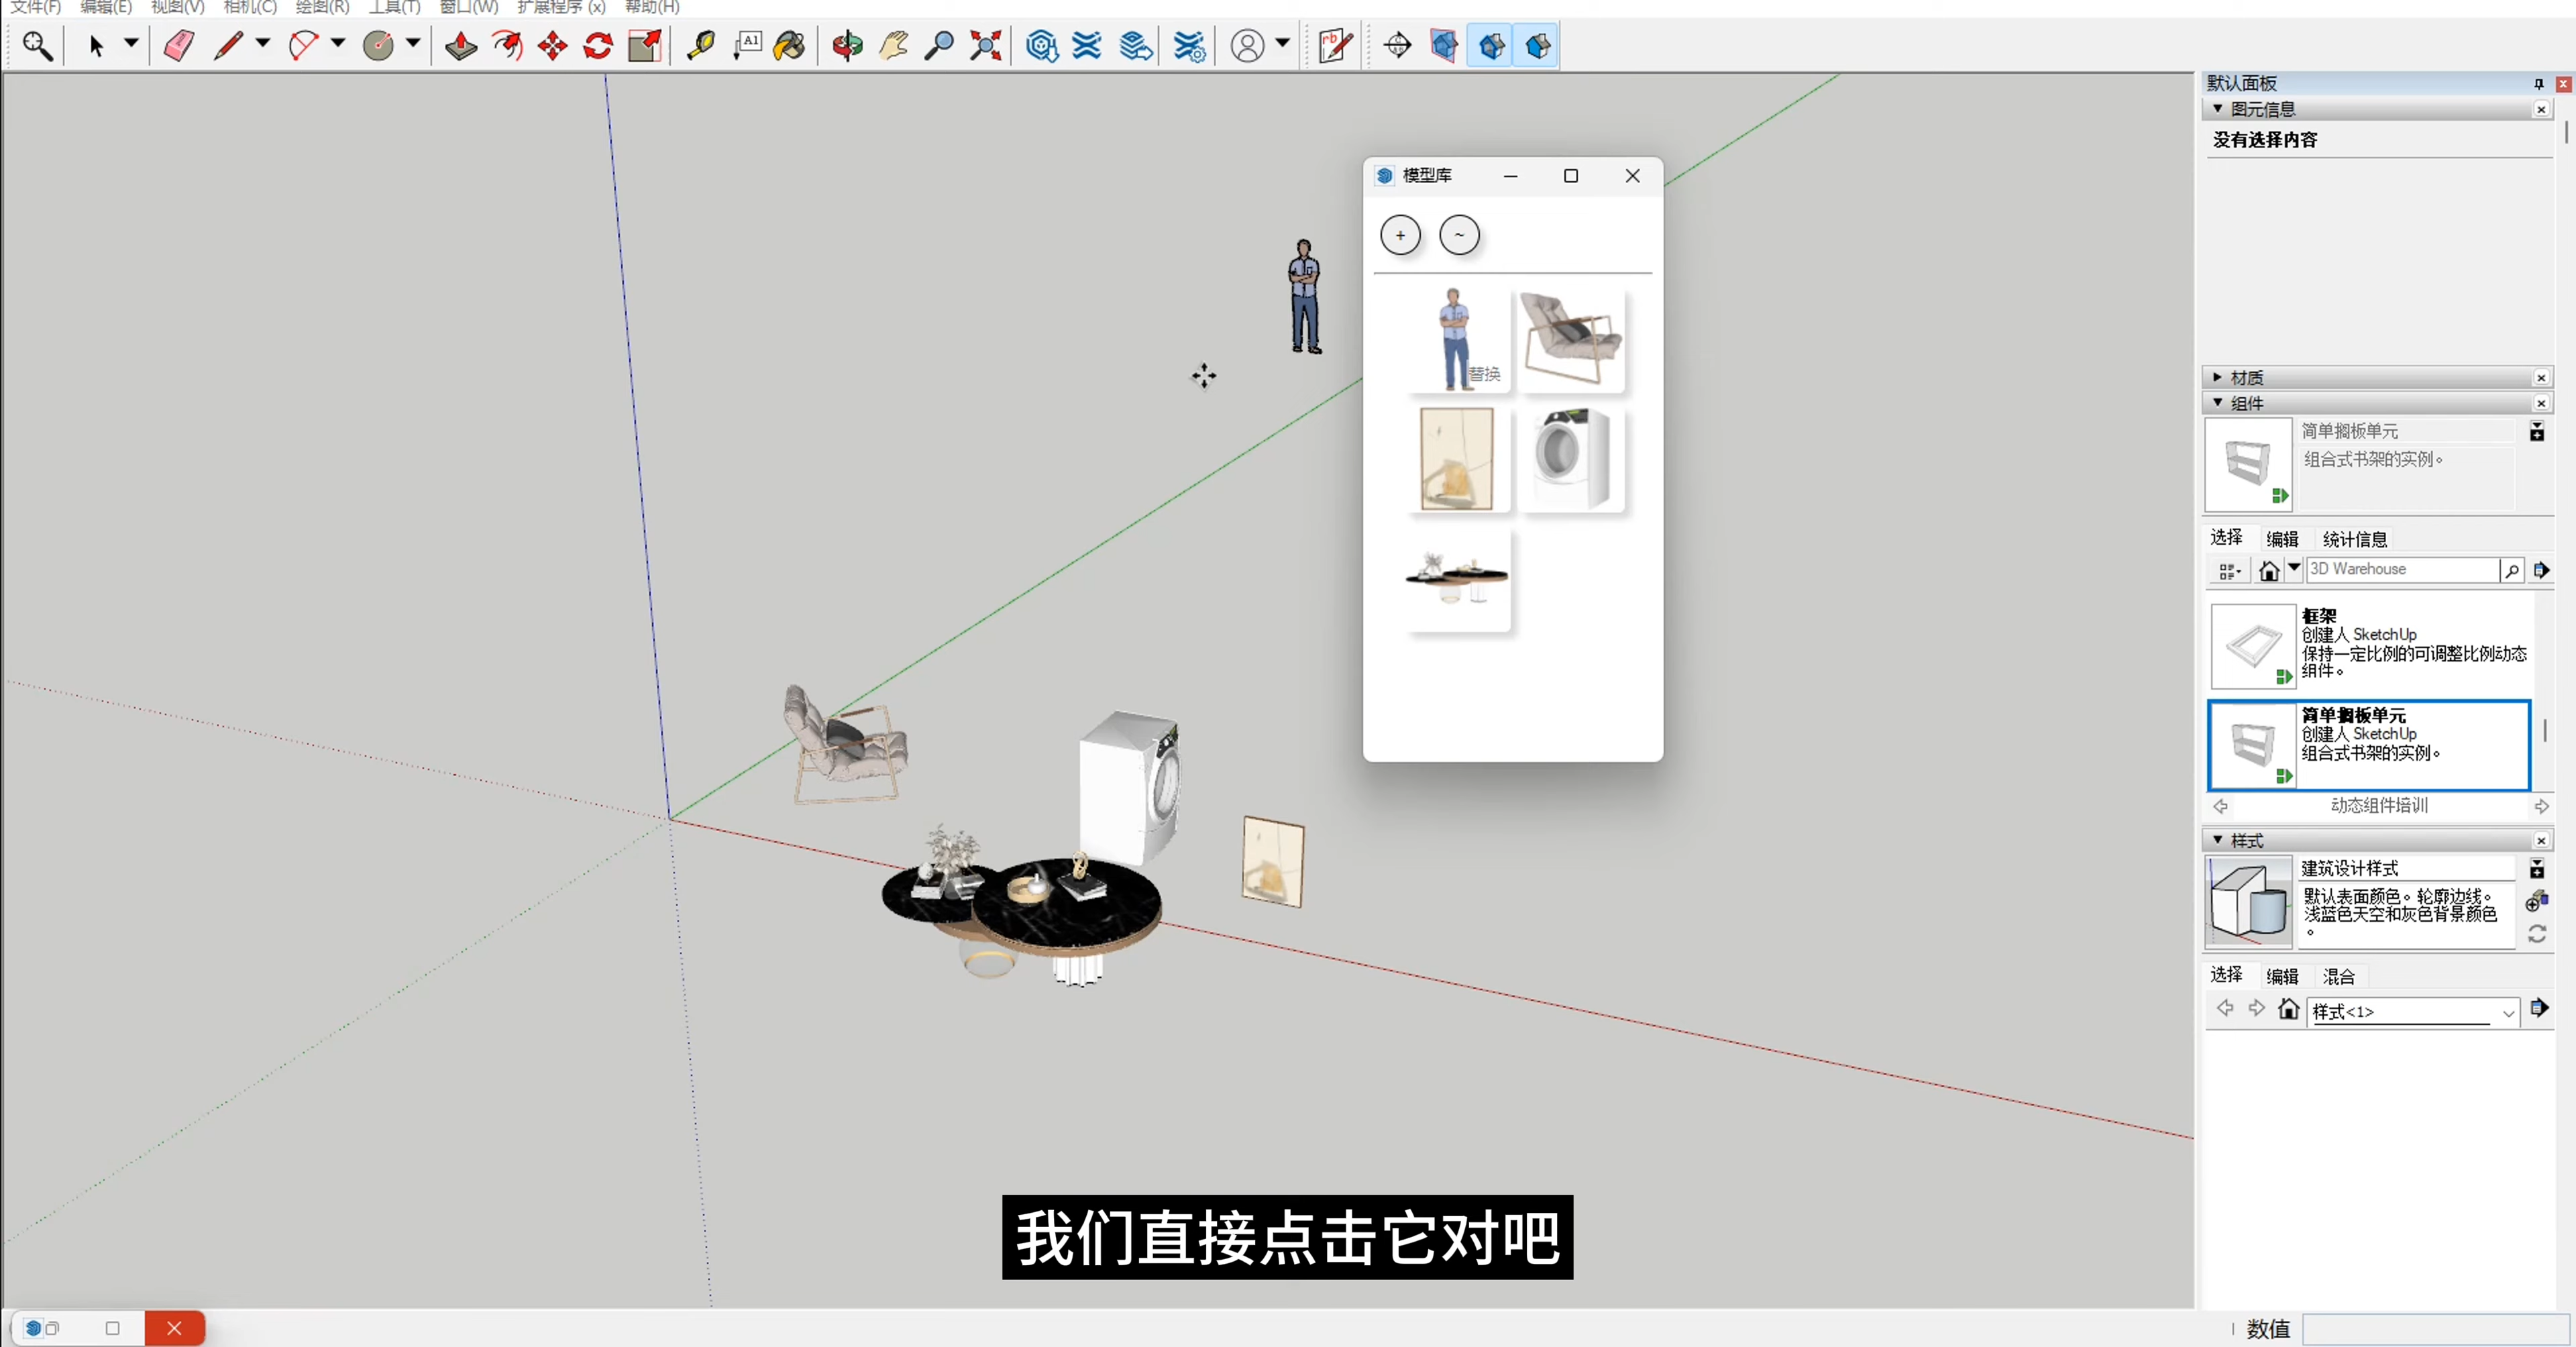 文件(F) 编辑(E) 视图(V) 相机(C) 绘图(R) 工具(T) 窗口(W) 扩展程序 (x) 帮助(H)
AI
rb
默认面板
图元信息
没有选择内容
模型库
+ ~
替换
材质
组件
简单搁板单元
组合式书架的实例。
选择 编辑 统计信息
3D Warehouse
框架
创建人 SketchUp
保持一定比例的可调整比例动态
组件。
简单搁板单元
创建人 SketchUp
组合式书架的实例。
动态组件培训
样式
建筑设计样式
默认表面颜色。轮廓边线。
浅蓝色天空和灰色背景颜色
。
选择 编辑 混合
样式<1>
我们直接点击它对吧
数值